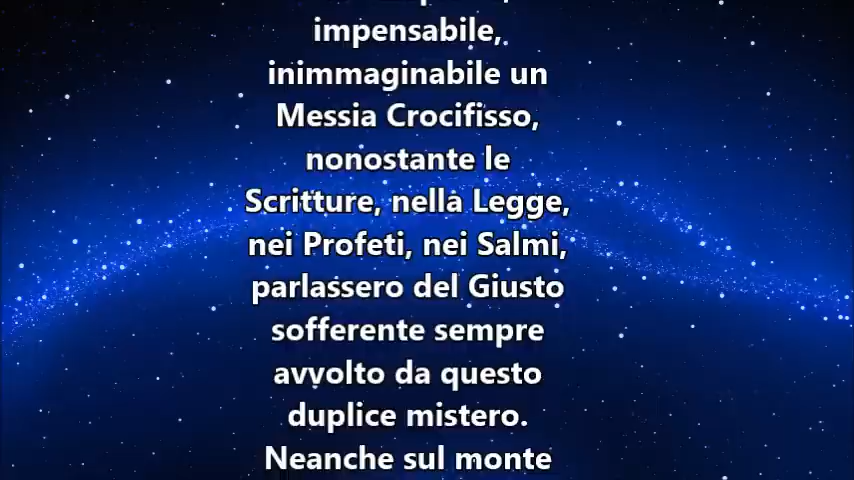 impensabile,
inimmaginabile un
Messia Crocifisso,
nonostante le
Scritture, nella Legge,
nei Profeti, nei Salmi,
parlassero del Giusto
sofferente sempre
avvolto da questo
duplice mistero.
Neanche sul monte